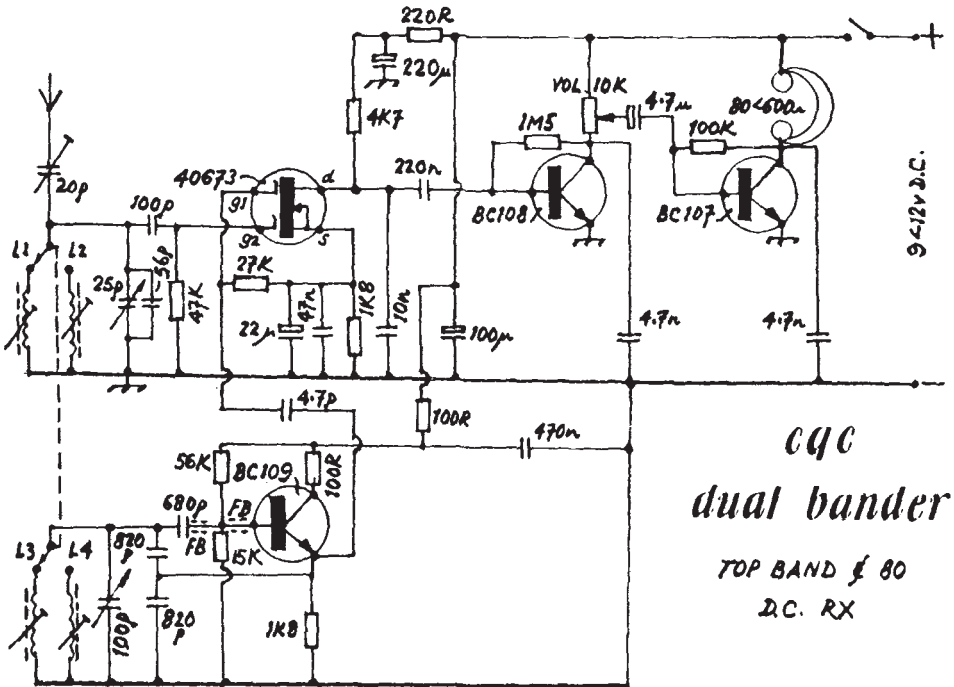 220R
+
220µ
VOL. 10K
4.7µ
80<600Ω
4K7
1M5
100K
20p
40673
d
220n
g1
100p
BC108
BC107
9<12v D.C.
g2
s
L1
L2
27K
25p
56p
47K
22µ
47n
1K8
10n
100µ
4.7n
4.7n
-
4.7p
100R
470n
cqc
56K
BC109
100R
dual bander
680p
FB
L3
L4
820p
FB
15K
TOP BAND & 80
100p
820p
1K8
D.C. RX